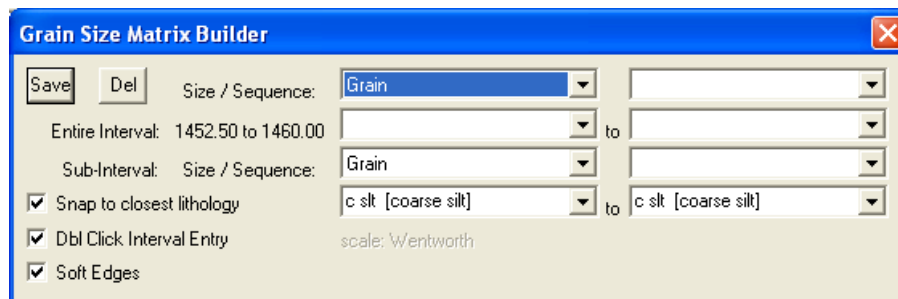 Grain Size Matrix Builder
Save Del Size / Sequence: Grain
Entire Interval: 1452.50 to 1460.00 to
Sub-Interval: Size / Sequence: Grain
Snap to closest lithology c slt [coarse silt] to c slt [coarse silt]
Dbl Click Interval Entry scale: Wentworth
Soft Edges